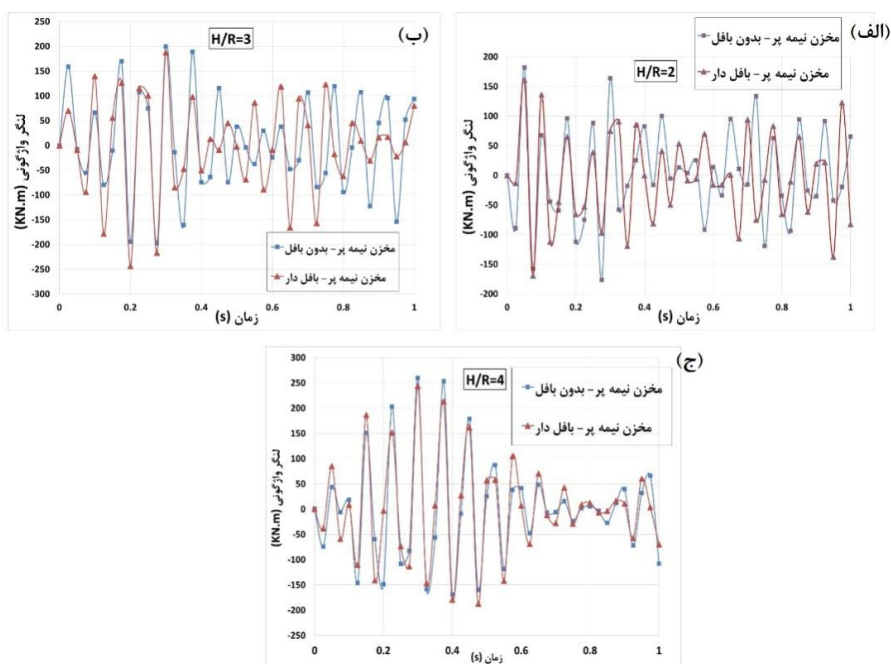 (الف)
H/R=2
مخزن نیمه پر – بدون بافل
مخزن نیمه پر – بافل دار
لنگر واژگونی (KN.m)
200
150
100
50
0
50
100
150
200
0
0.2
0.4
0.6
0.8
1
زمان (s)
(ب)
H/R=3
لنگر واژگونی (KN.m)
250
200
150
100
50
0
-50
-100
-150
-200
-250
-300
مخزن نیمه پر – بدون بافل
مخزن نیمه پر – بافل دار
0
0.2
0.4
0.6
0.8
1
زمان (s)
(ج)
H/R=4
مخزن نیمه پر – بدون بافل
مخزن نیمه پر – بافل دار
لنگر واژگونی (KN.m)
300
250
200
150
100
50
0
-50
-100
-150
-200
-250
0
0.2
0.4
0.6
0.8
1
زمان (s)